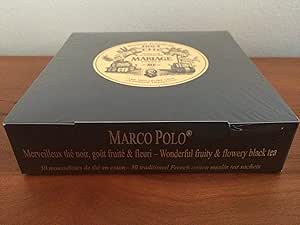 MARIAGE
MARCO POLO®
Merveilleux thé noir, goût fruité & fleuri – Wonderful fruity & flowery black tea
30 mousselines de thé en coton – 30 traditional French cotton muslin tea sachets